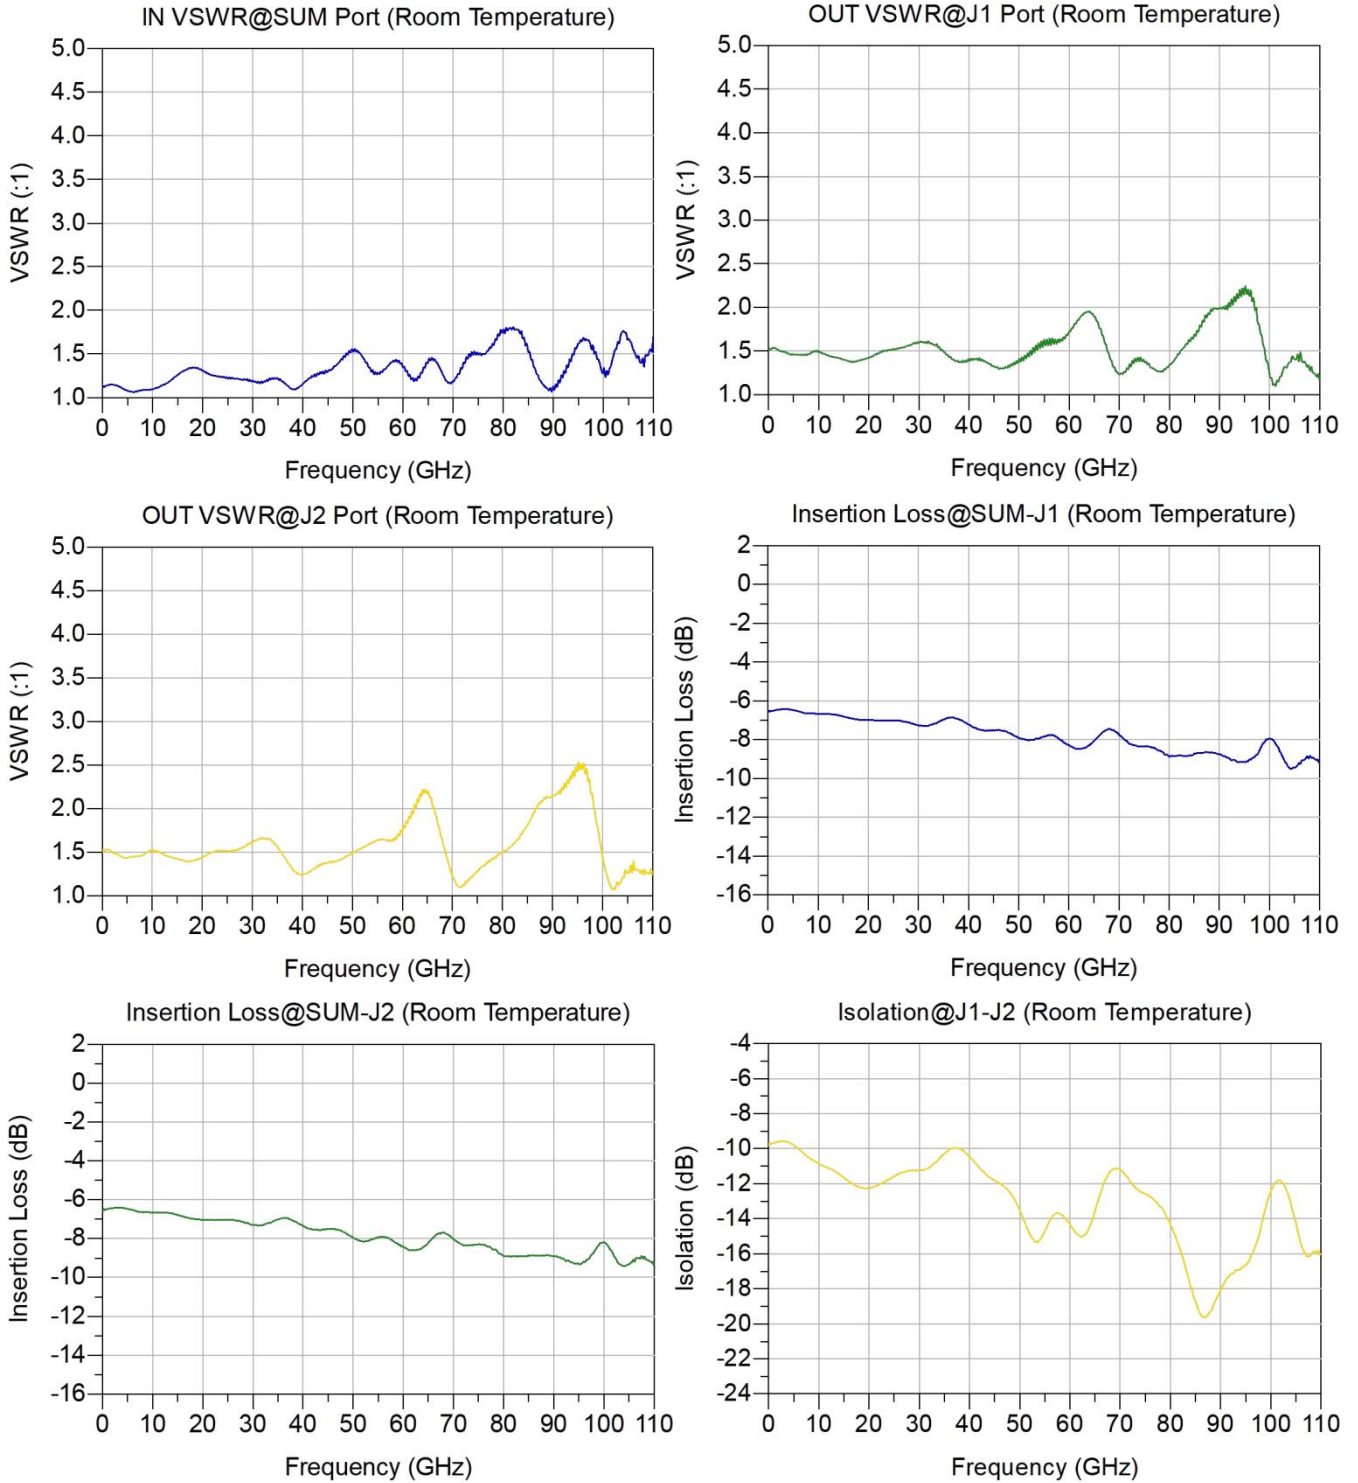 IN VSWR@SUM Port (Room Temperature)
5.0
4.5
4.0
3.5
3.0
2.5
2.0
1.5
1.0
VSWR (:1)
0 10 20 30 40 50 60 70 80 90 100 110
Frequency (GHz)
OUT VSWR@J1 Port (Room Temperature)
5.0
4.5
4.0
3.5
3.0
2.5
2.0
1.5
1.0
VSWR (:1)
0 10 20 30 40 50 60 70 80 90 100 110
Frequency (GHz)
OUT VSWR@J2 Port (Room Temperature)
5.0
4.5
4.0
3.5
3.0
2.5
2.0
1.5
1.0
VSWR (:1)
0 10 20 30 40 50 60 70 80 90 100 110
Frequency (GHz)
Insertion Loss@SUM-J1 (Room Temperature)
2
0
-2
-4
-6
-8
-10
-12
-14
-16
Insertion Loss (dB)
0 10 20 30 40 50 60 70 80 90 100 110
Frequency (GHz)
Insertion Loss@SUM-J2 (Room Temperature)
2
0
-2
-4
-6
-8
-10
-12
-14
-16
Insertion Loss (dB)
0 10 20 30 40 50 60 70 80 90 100 110
Frequency (GHz)
Isolation@J1-J2 (Room Temperature)
-4
-6
-8
-10
-12
-14
-16
-18
-20
-22
-24
Isolation (dB)
0 10 20 30 40 50 60 70 80 90 100 110
Frequency (GHz)